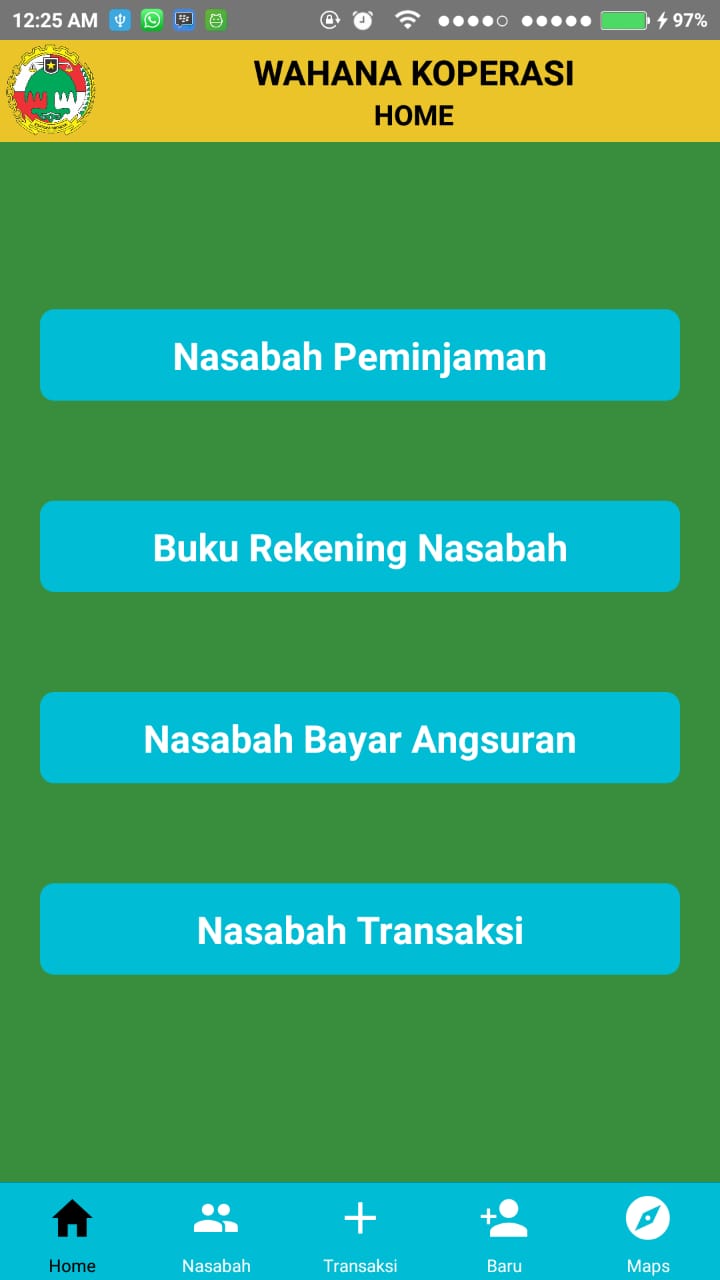 12:25 AM
97%
WAHANA KOPERASI
HOME
Nasabah Peminjaman
Buku Rekening Nasabah
Nasabah Bayar Angsuran
Nasabah Transaksi
Home
Nasabah
Transaksi
Baru
Maps